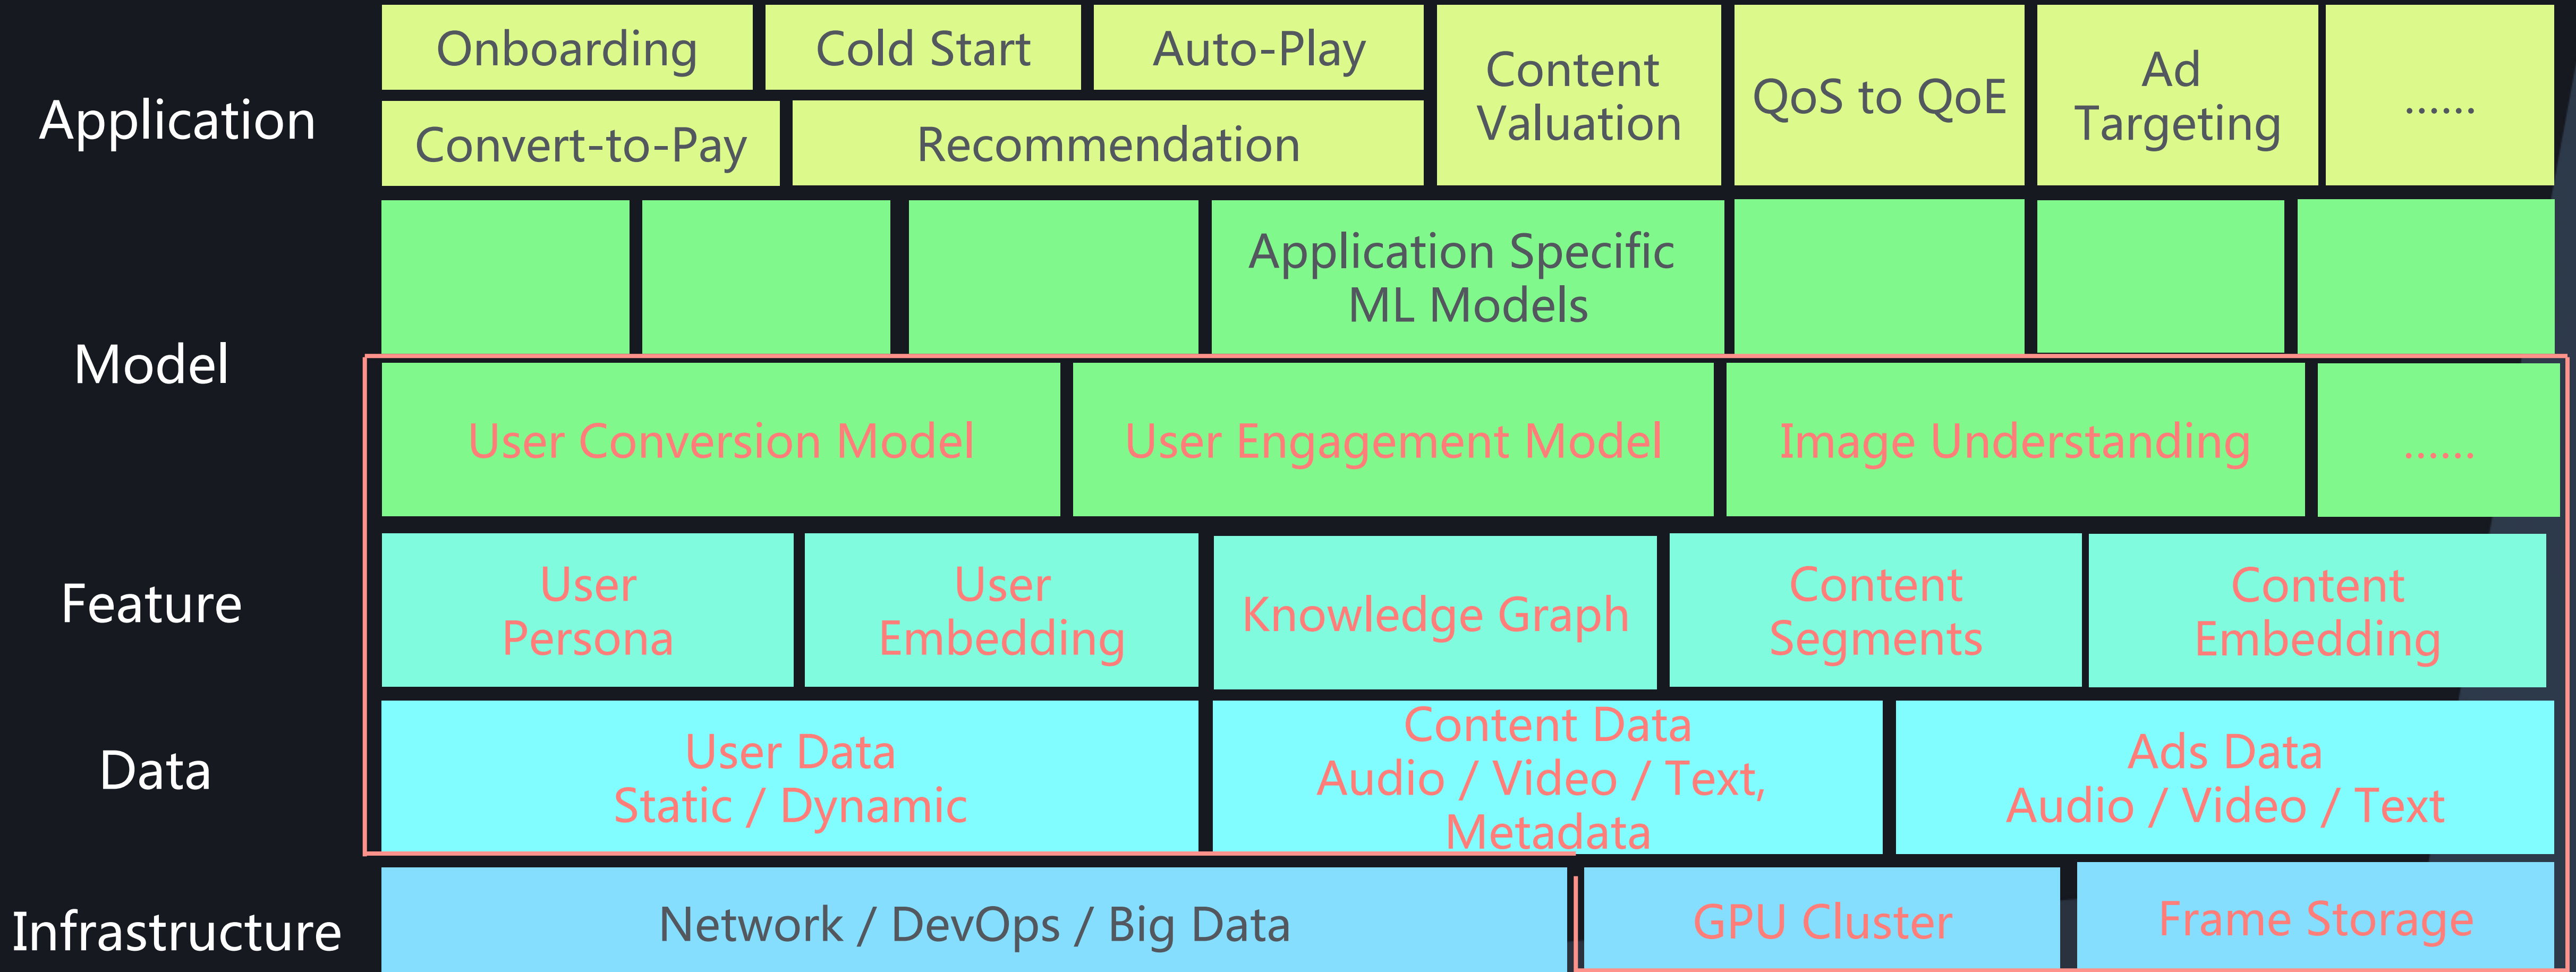 Application
Onboarding
Cold Start
Auto-Play
Convert-to-Pay
Recommendation
Content
Valuation
QoS to QoE
Ad
Targeting
......
Model
Application Specific
ML Models
User Conversion Model
User Engagement Model
Image Understanding
......
Feature
User
Persona
User
Embedding
Knowledge Graph
Content
Segments
Content
Embedding
Data
User Data
Static / Dynamic
Content Data
Audio / Video / Text,
Metadata
Ads Data
Audio / Video / Text
Infrastructure
Network / DevOps / Big Data
GPU Cluster
Frame Storage